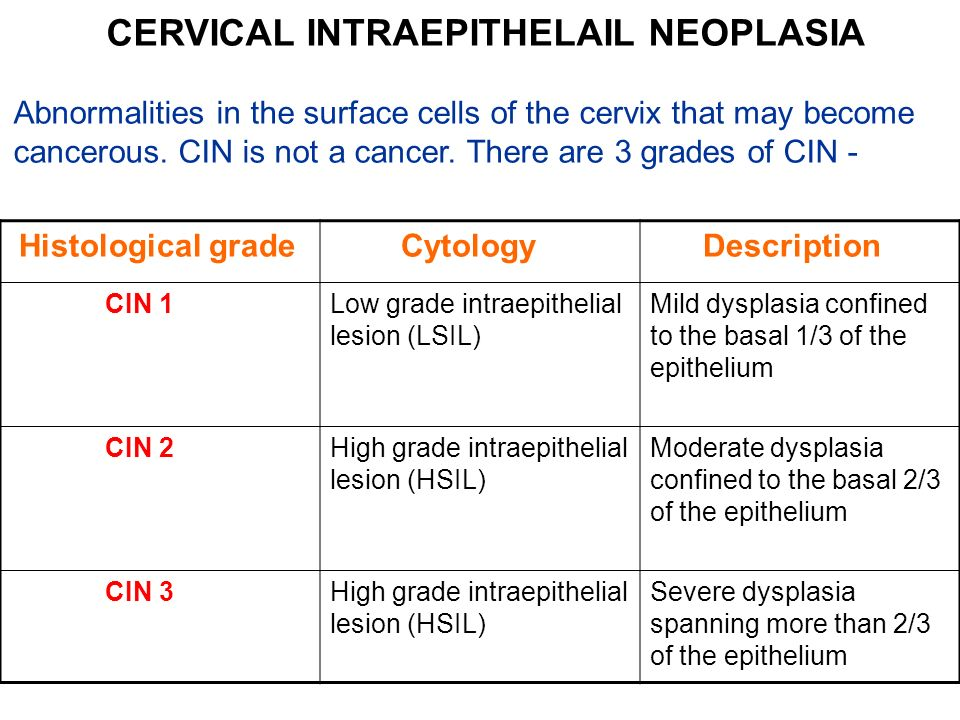 CERVICAL INTRAEPITHELAIL NEOPLASIA
Abnormalities in the surface cells of the cervix that may become
cancerous. CIN is not a cancer. There are 3 grades of CIN -
Histological grade Cytology Description
CIN 1
Low grade intraepithelial
lesion (LSIL)
Mild dysplasia confined
to the basal 1/3 of the
epithelium
CIN 2
High grade intraepithelial
lesion (HSIL)
Moderate dysplasia
confined to the basal 2/3
of the epithelium
CIN 3
High grade intraepithelial
lesion (HSIL)
Severe dysplasia
spanning more than 2/3
of the epithelium